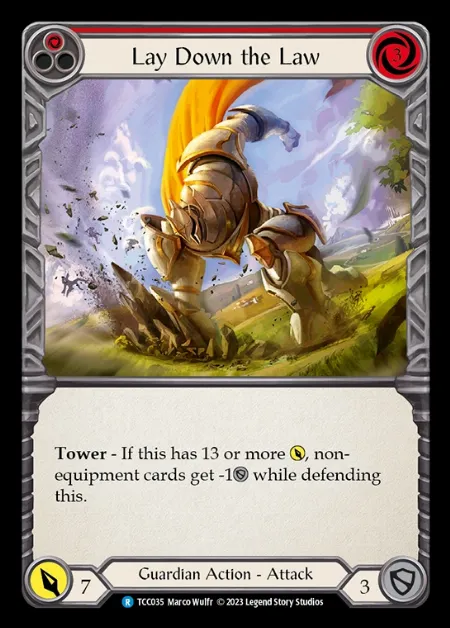 Lay Down the Law
3
Tower - If this has 13 or more , non-
equipment cards get -1 while defending
this.
7
Guardian Action - Attack
3
R TCC035 Marco Wulfr © 2023 Legend Story Studios